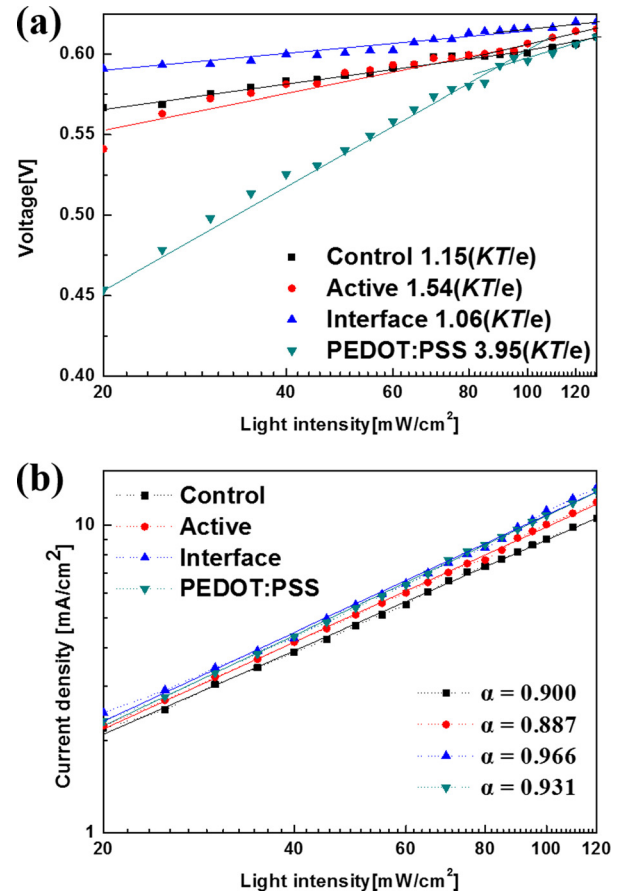 (a)
0.60
0.55
0.50
0.45
0.40
Voltage[V]
Control 1.15(KT/e)
Active 1.54(KT/e)
Interface 1.06(KT/e)
PEDOT:PSS 3.95(KT/e)
20 40 60 80 100 120
Light intensity[mW/cm²]
(b)
10
1
Current density [mA/cm²]
Control
Active
Interface
PEDOT:PSS
α = 0.900
α = 0.887
α = 0.966
α = 0.931
20 40 60 80 100 120
Light intensity[mW/cm²]